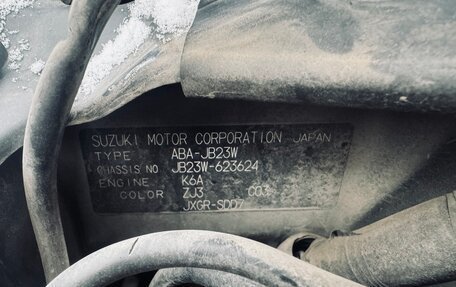 SUZUKI MOTOR CORPORATION JAPAN
TYPE ABA-JB23W
CHASSIS NO JB23W-623624
ENGINE K6A
COLOR ZJ3 C03
JXGR-SDD7